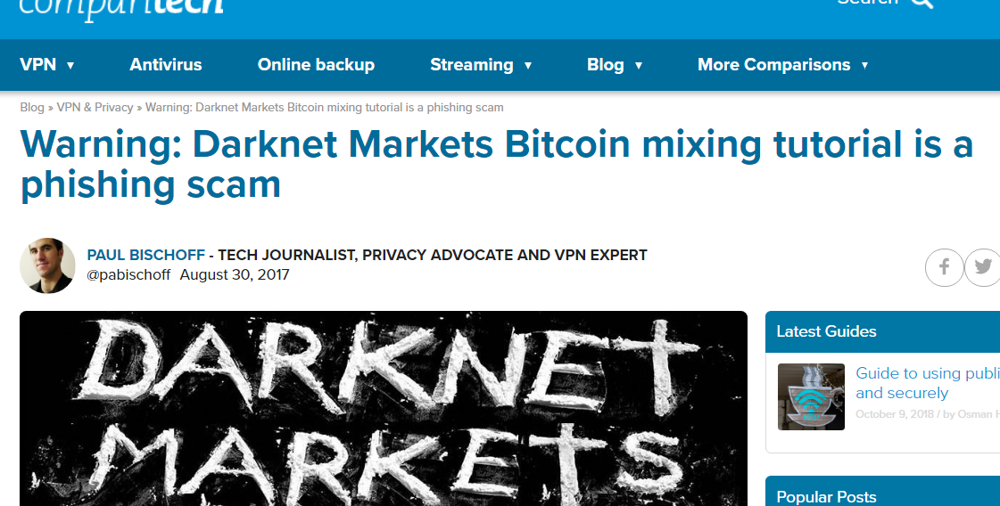 comparitech
Search
VPN ▼ Antivirus Online backup Streaming ▼ Blog ▼ More Comparisons ▼
Blog » VPN & Privacy » Warning: Darknet Markets Bitcoin mixing tutorial is a phishing scam
Warning: Darknet Markets Bitcoin mixing tutorial is a
phishing scam
PAUL BISCHOFF - TECH JOURNALIST, PRIVACY ADVOCATE AND VPN EXPERT
@pabischoff August 30, 2017
DARKNET
MARKETS
Latest Guides
Guide to using publi
and securely
October 9, 2018 / by Osman H
Popular Posts